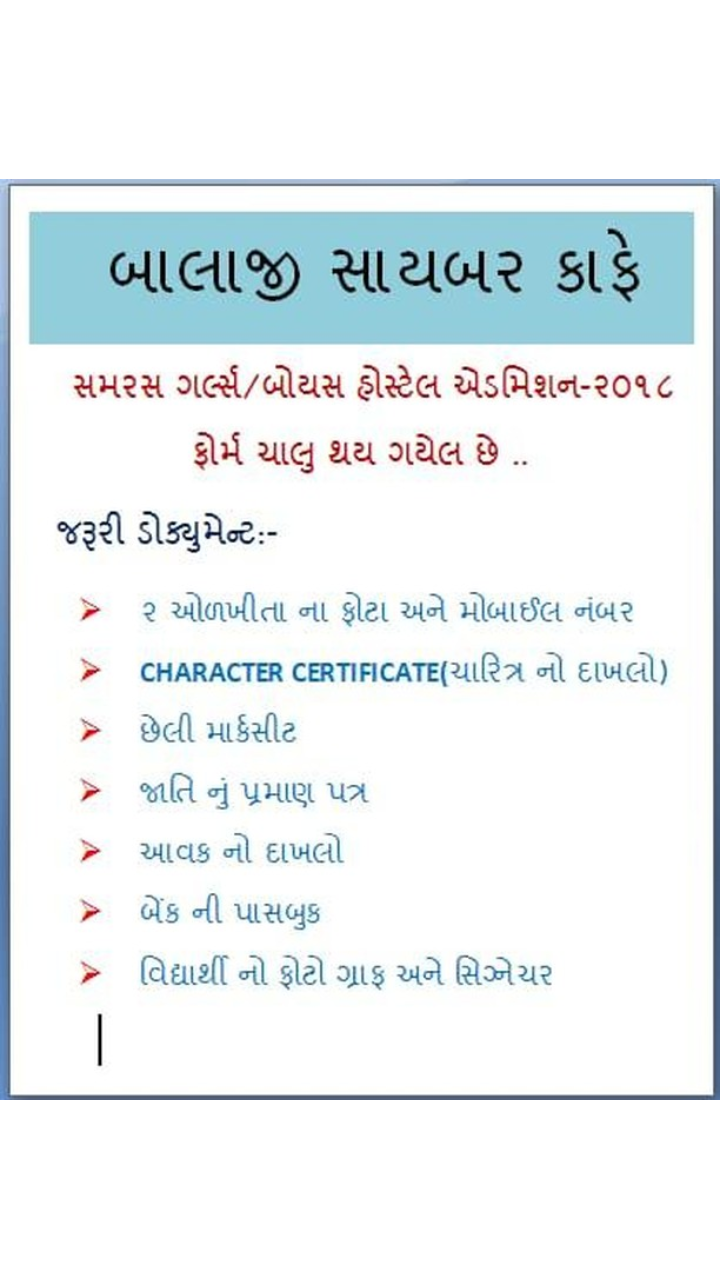 બાલાજી સાયબર કાફે
સમરસ ગર્લ્સ/બોયસ હોસ્ટેલ એડમિશન-૨૦૧૮
ફોર્મ ચાલુ થય ગયેલ છે ..
જરૂરી ડોક્યુમેન્ટ:-
૨ ઓળખીતા ના ફોટા અને મોબાઈલ નંબર
CHARACTER CERTIFICATE(ચારિત્ર નો દાખલો)
છેલી માર્કસીટ
જાતિ નું પ્રમાણ પત્ર
આવક નો દાખલો
બેંક ની પાસબુક
વિદ્યાર્થી નો ફોટો ગ્રાફ અને સિગ્નેચર